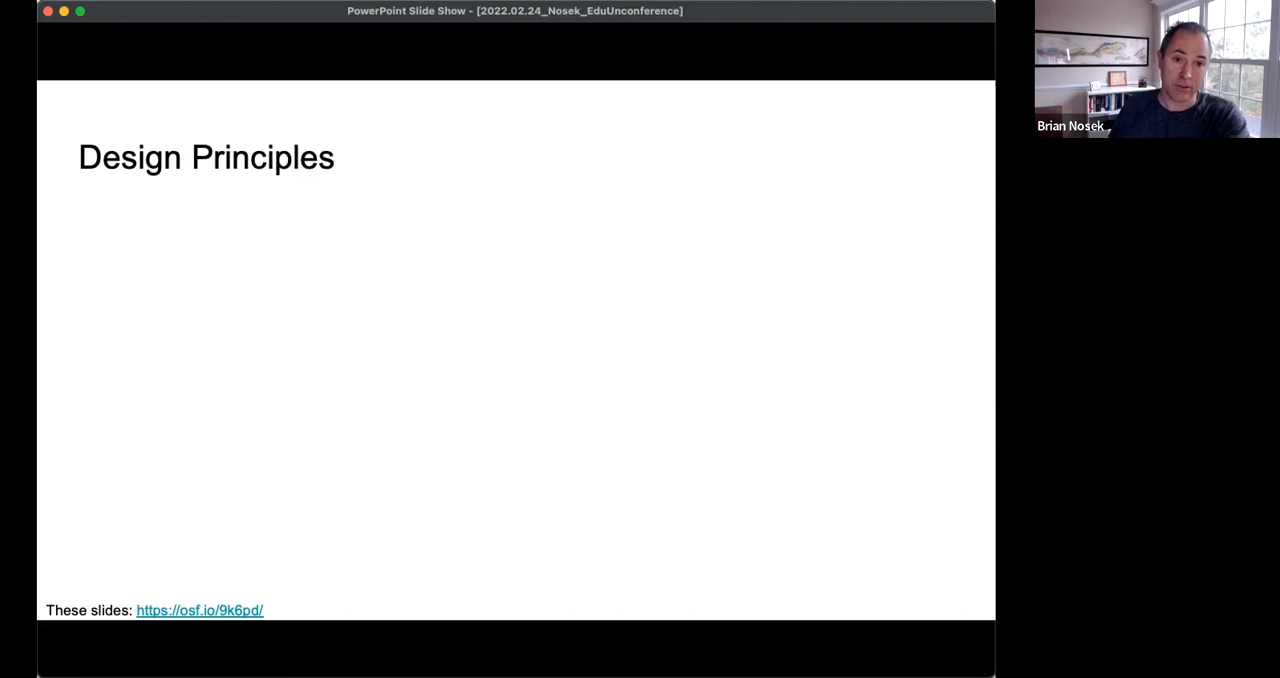 PowerPoint Slide Show - [2022.02.24_Nosek_EduUnconference]
Design Principles
These slides: https://osf.io/9k6pd/
Brian Nosek